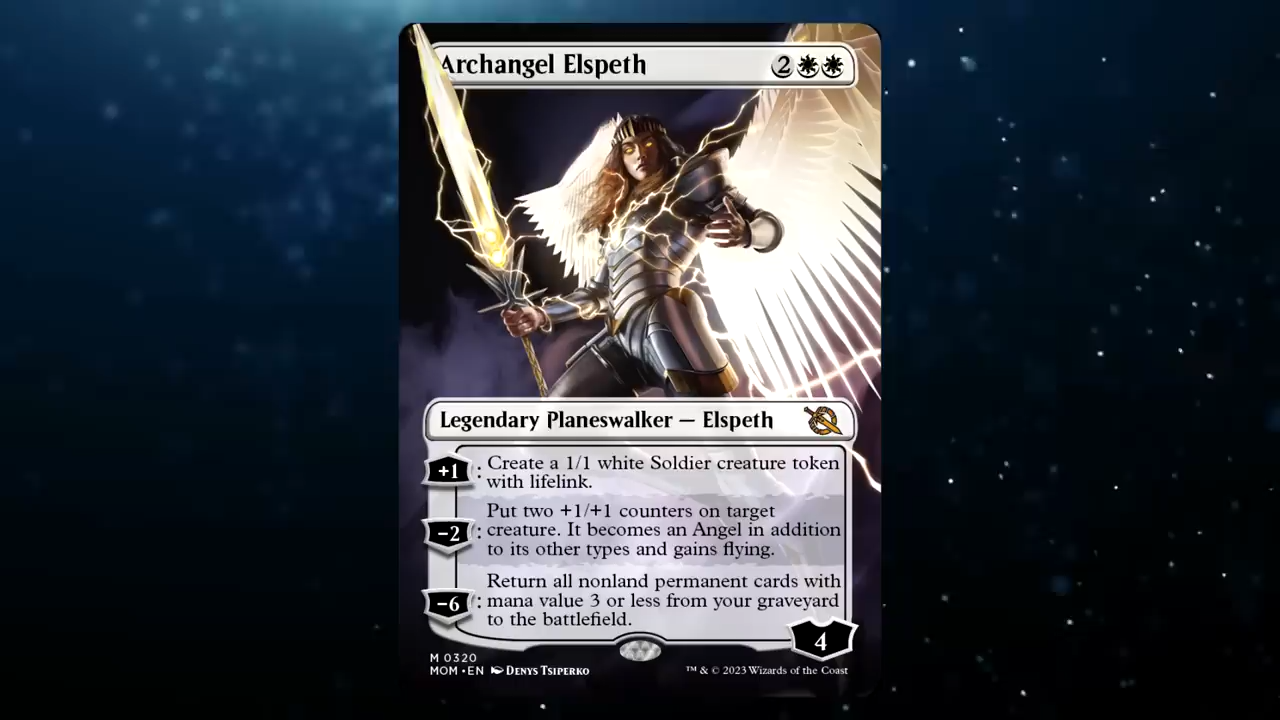 Archangel Elspeth 2
Legendary Planeswalker — Elspeth
+1 : Create a 1/1 white Soldier creature token
with lifelink.
Put two +1/+1 counters on target
−2 : creature. It becomes an Angel in addition
to its other types and gains flying.
Return all nonland permanent cards with
−6 : mana value 3 or less from your graveyard
to the battlefield.
4
M 0320
MOM • EN Denys Tsiperko ™ & © 2023 Wizards of the Coast